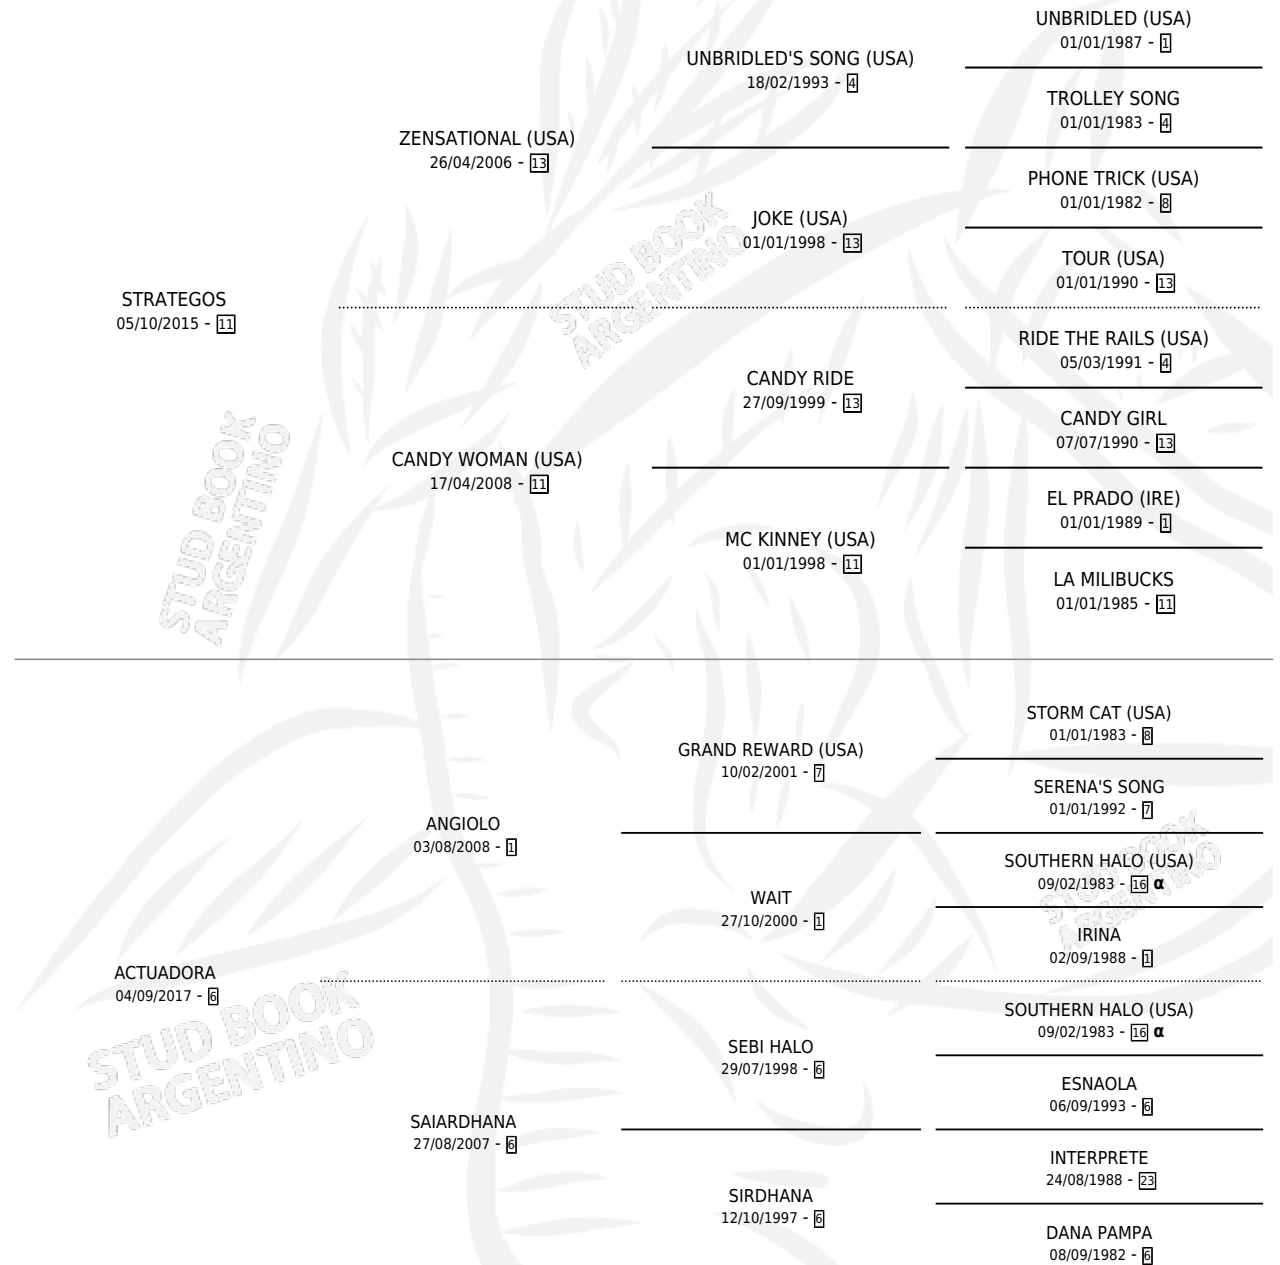 UNBRIDLED (USA)
01/01/1987 - 1
UNBRIDLED'S SONG (USA)
18/02/1993 - 4
TROLLEY SONG
01/01/1983 - 4
ZENSATIONAL (USA)
26/04/2006 - 13
PHONE TRICK (USA)
01/01/1982 - 8
JOKE (USA)
01/01/1998 - 13
TOUR (USA)
01/01/1990 - 13
STRATEGOS
05/10/2015 - 11
RIDE THE RAILS (USA)
05/03/1991 - 4
CANDY RIDE
27/09/1999 - 13
CANDY GIRL
07/07/1990 - 13
CANDY WOMAN (USA)
17/04/2008 - 11
EL PRADO (IRE)
01/01/1989 - 1
MC KINNEY (USA)
01/01/1998 - 11
LA MILIBUCKS
01/01/1985 - 11
STORM CAT (USA)
01/01/1983 - 8
GRAND REWARD (USA)
10/02/2001 - 7
SERENA'S SONG
01/01/1992 - 7
ANGIOLO
03/08/2008 - 1
SOUTHERN HALO (USA)
09/02/1983 - 16 α
WAIT
27/10/2000 - 1
IRINA
02/09/1988 - 1
ACTUADORA
04/09/2017 - 6
SOUTHERN HALO (USA)
09/02/1983 - 16 α
SEBI HALO
29/07/1998 - 6
ESNAOLA
06/09/1993 - 6
SAIARDHANA
27/08/2007 - 6
INTERPRETE
24/08/1988 - 23
SIRDHANA
12/10/1997 - 6
DANA PAMPA
08/09/1982 - 6
STUD BOOK
ARGENTINO
STUD BOOK
ARGENTINO
STUD BOOK
ARGENTINO
STUD BOOK
ARGENTINO